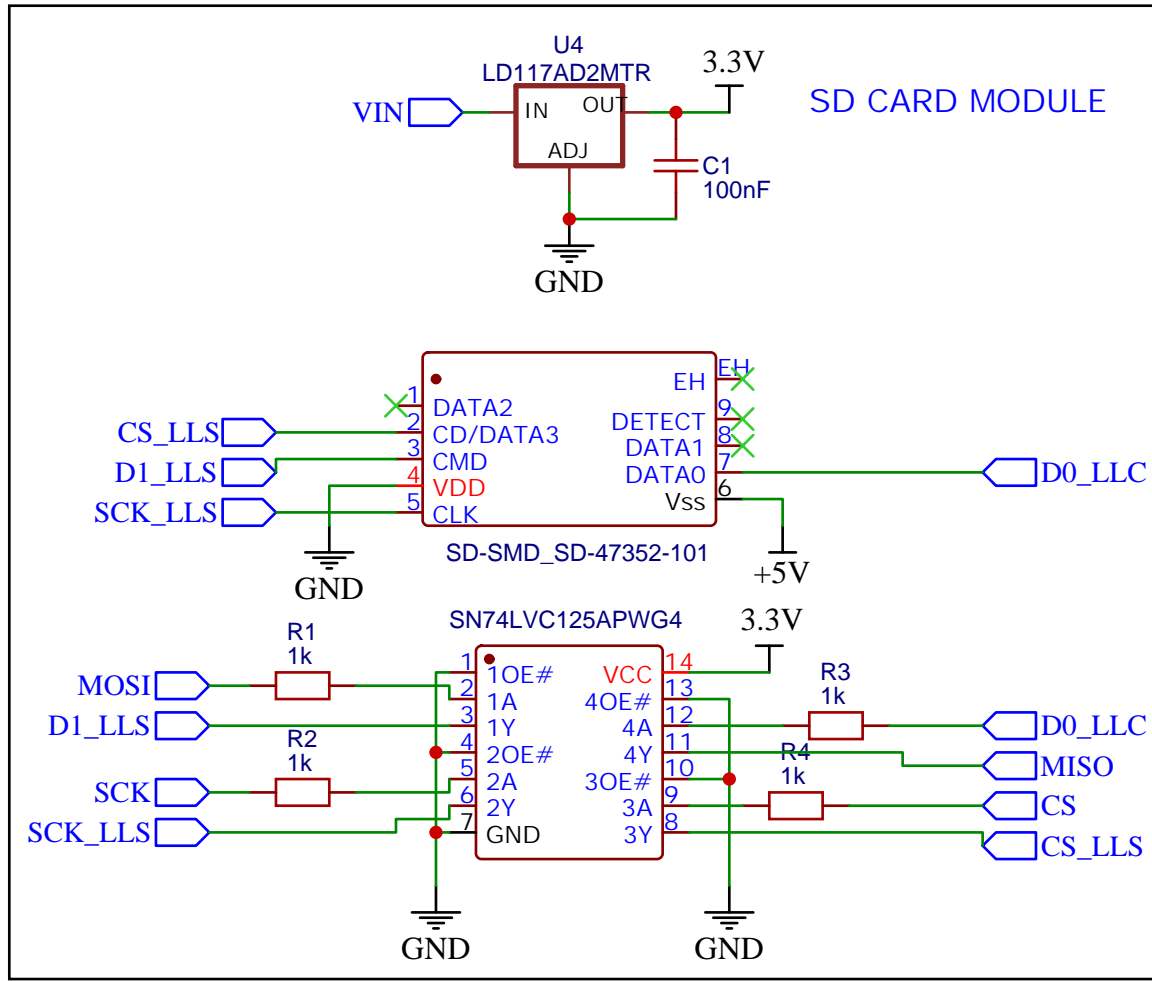 U4
LD117AD2MTR
3.3V
SD CARD MODULE
VIN
IN
OUT
ADJ
C1
100nF
GND
EH
EH
1
DATA2
DETECT
9
CS_LLS
2
CD/DATA3
DATA1
8
D1_LLS
3
CMD
DATA0
7
D0_LLC
4
VDD
Vss
6
SCK_LLS
5
CLK
SD-SMD_SD-47352-101
GND
+5V
SN74LVC125APWG4
3.3V
R1
1k
1
1OE#
VCC
14
MOSI
2
1A
4OE#
13
R3
1k
D1_LLS
3
1Y
4A
12
D0_LLC
R2
1k
4
2OE#
4Y
11
R4
1k
MISO
SCK
5
2A
3OE#
10
6
2Y
3A
9
CS
SCK_LLS
7
GND
3Y
8
CS_LLS
GND
GND